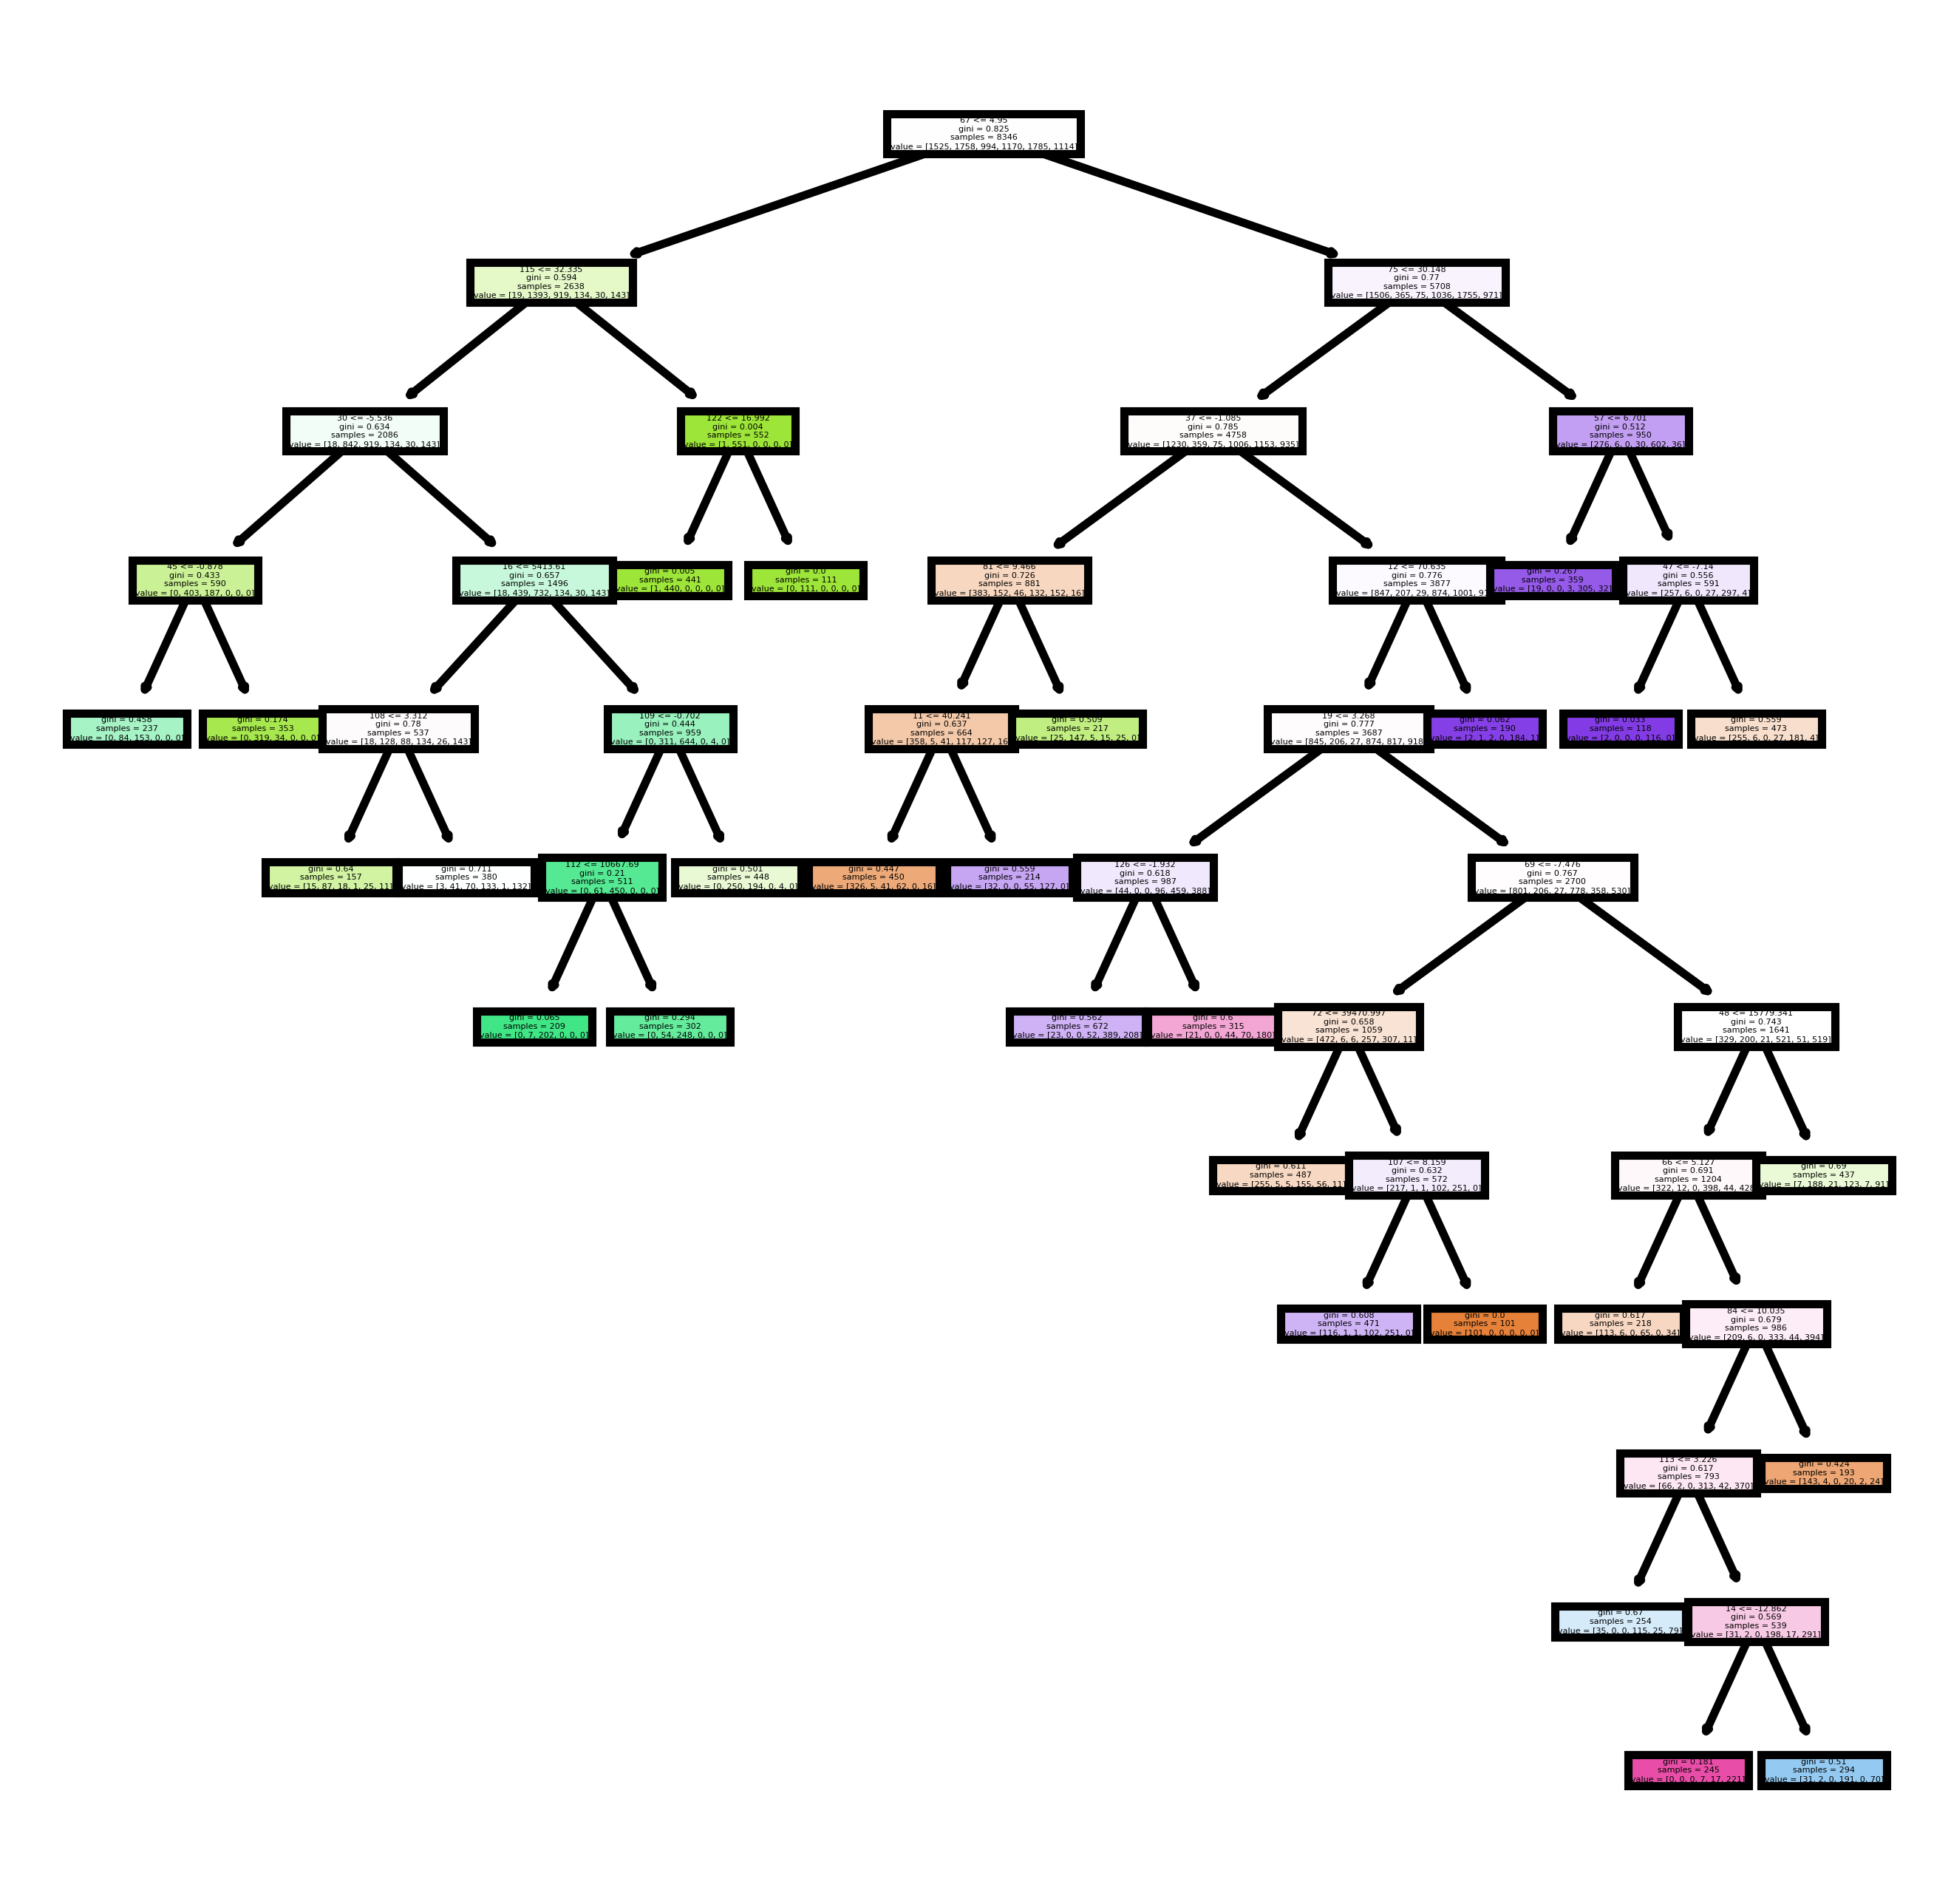 67 <= 4.95
gini = 0.825
samples = 8346
value = [1525, 1758, 994, 1170, 1785, 1114]
115 <= 32.335
gini = 0.594
samples = 2638
value = [19, 1393, 919, 134, 30, 143]
75 <= 30.148
gini = 0.77
samples = 5708
value = [1506, 365, 75, 1036, 1755, 971]
30 <= -5.536
gini = 0.634
samples = 2086
value = [18, 842, 919, 134, 30, 143]
122 <= 16.992
gini = 0.004
samples = 552
value = [1, 551, 0, 0, 0, 0]
37 <= -1.085
gini = 0.785
samples = 4758
value = [1230, 359, 75, 1006, 1153, 935]
57 <= 6.701
gini = 0.512
samples = 950
value = [276, 6, 0, 30, 602, 36]
45 <= -0.878
gini = 0.433
samples = 590
value = [0, 403, 187, 0, 0, 0]
16 <= 5413.61
gini = 0.657
samples = 1496
value = [18, 439, 732, 134, 30, 143]
gini = 0.005
samples = 441
value = [1, 440, 0, 0, 0, 0]
gini = 0.0
samples = 111
value = [0, 111, 0, 0, 0, 0]
81 <= 9.466
gini = 0.726
samples = 881
value = [383, 152, 46, 132, 152, 16]
12 <= 70.635
gini = 0.776
samples = 3877
value = [847, 207, 29, 874, 1001,
gini = 0.267
samples = 359
value = [19, 0, 0, 3, 305, 32]
47 <= -7.14
gini = 0.556
samples = 591
value = [257, 6, 0, 27, 297, 4]
gini = 0.458
samples = 237
value = [0, 84, 153, 0, 0, 0]
gini = 0.174
samples = 353
value = [0, 319, 34, 0, 0, 0]
108 <= 3.312
gini = 0.78
samples = 537
value = [18, 128, 88, 134, 26, 143]
109 <= -0.702
gini = 0.444
samples = 959
value = [0, 311, 644, 0, 4, 0]
11 <= 40.241
gini = 0.637
samples = 664
value = [358, 5, 41, 117, 127, 16]
gini = 0.509
samples = 217
value = [25, 147, 5, 15, 25, 0]
19 <= 3.268
gini = 0.777
samples = 3687
value = [845, 206, 27, 874, 817, 918]
gini = 0.062
samples = 190
value = [2, 1, 2, 0, 184, 1]
gini = 0.033
samples = 118
value = [2, 0, 0, 0, 116, 0]
gini = 0.559
samples = 473
value = [255, 6, 0, 27, 181, 4]
gini = 0.64
samples = 157
value = [15, 87, 18, 1, 25, 11]
gini = 0.711
samples = 380
value = [3, 41, 70, 133, 1, 132]
112 <= 10667.69
gini = 0.21
samples = 511
value = [0, 61, 450, 0, 0, 0]
gini = 0.501
samples = 448
value = [0, 250, 194, 0, 4, 0]
gini = 0.447
samples = 450
value = [326, 5, 41, 62, 0, 16]
gini = 0.559
samples = 214
value = [32, 0, 0, 55, 127, 0]
126 <= -1.932
gini = 0.618
samples = 987
value = [44, 0, 0, 96, 459, 388]
69 <= -7.476
gini = 0.767
samples = 2700
value = [801, 206, 27, 778, 358, 530]
gini = 0.065
samples = 209
value = [0, 7, 202, 0, 0, 0]
gini = 0.294
samples = 302
value = [0, 54, 248, 0, 0, 0]
gini = 0.562
samples = 672
value = [23, 0, 0, 52, 389, 208]
gini = 0.6
samples = 315
value = [21, 0, 0, 44, 70, 180]
72 <= 39470.997
gini = 0.658
samples = 1059
value = [472, 6, 6, 257, 307, 11]
48 <= 15779.341
gini = 0.743
samples = 1641
value = [329, 200, 21, 521, 51, 519]
gini = 0.611
samples = 487
value = [255, 5, 5, 155, 56, 11]
107 <= 8.159
gini = 0.632
samples = 572
value = [217, 1, 1, 102, 251, 0]
66 <= 5.127
gini = 0.691
samples = 1204
value = [322, 12, 0, 398, 44, 428]
gini = 0.69
samples = 437
value = [7, 188, 21, 123, 7, 91]
gini = 0.608
samples = 471
value = [116, 1, 1, 102, 251, 0]
gini = 0.0
samples = 101
value = [101, 0, 0, 0, 0, 0]
gini = 0.617
samples = 218
value = [113, 6, 0, 65, 0, 34]
84 <= 10.035
gini = 0.679
samples = 986
value = [209, 6, 0, 333, 44, 394]
113 <= 3.226
gini = 0.617
samples = 793
value = [66, 2, 0, 313, 42, 370]
gini = 0.424
samples = 193
value = [143, 4, 0, 20, 2, 24]
gini = 0.67
samples = 254
value = [35, 0, 0, 115, 25, 79]
14 <= -12.862
gini = 0.569
samples = 539
value = [31, 2, 0, 198, 17, 291]
gini = 0.181
samples = 245
value = [0, 0, 0, 7, 17, 221]
gini = 0.51
samples = 294
value = [31, 2, 0, 191, 0, 70]